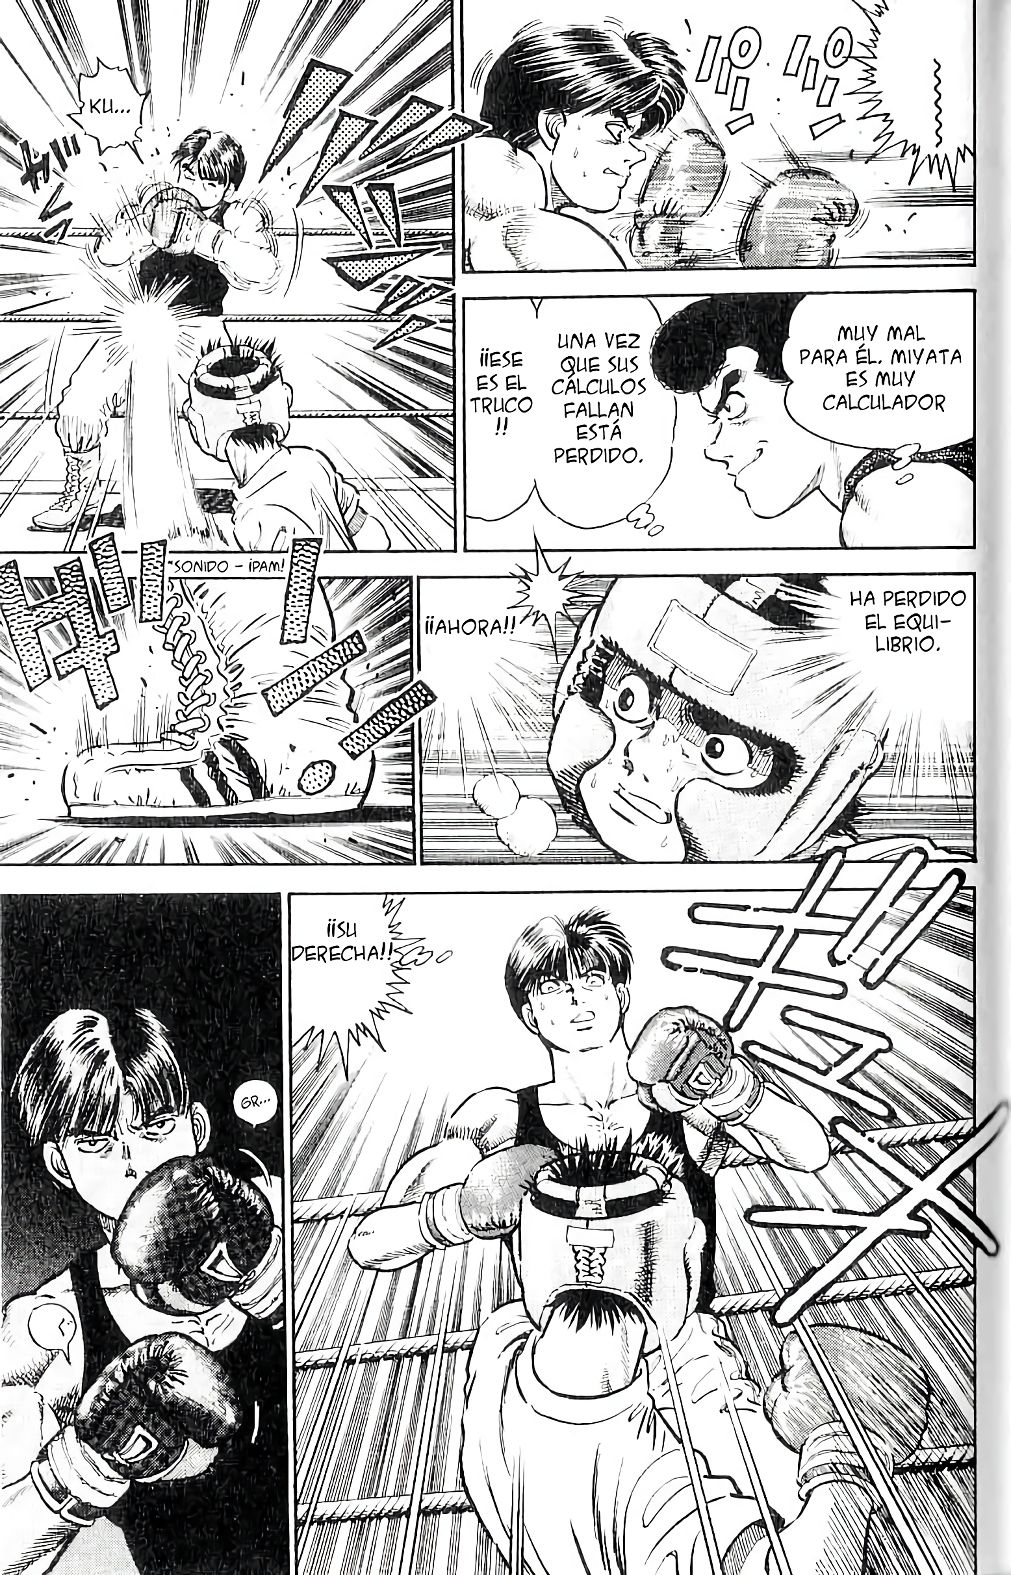 MUY MAL
PARA ÉL. MIYATA
ES MUY
CALCULADOR
UNA VEZ
QUE SUS
CÁLCULOS
FALLAN
ESTÁ
PERDIDO.
¡¡ESE
ES EL
TRUCO
!!
KU...
HA PERDIDO
EL EQUI-
LIBRIO.
¡¡AHORA!!
*SONIDO - ¡PAM!
¡¡SU
DERECHA!!
GR...